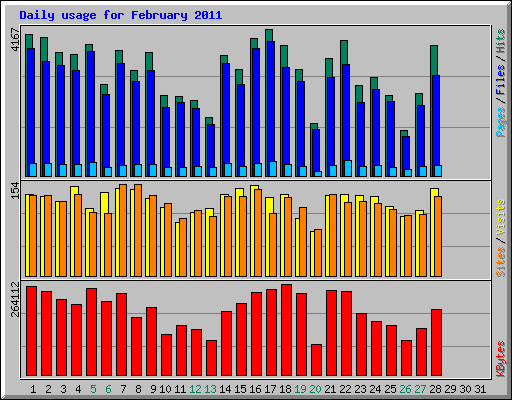 Daily usage for February 2011
4167
Pages / Files / Hits
154
Sites / Visits
264112
KBytes
1 2 3 4 5 6 7 8 9 10 11 12 13 14 15 16 17 18 19 20 21 22 23 24 25 26 27 28 29 30 31